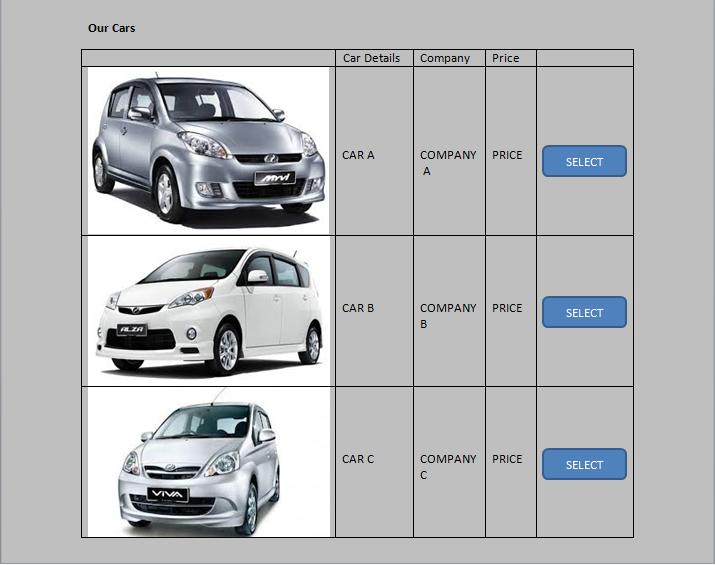 Our Cars
Car Details Company Price
myvi
CAR A COMPANY PRICE SELECT
A
ALZA
CAR B COMPANY PRICE SELECT
B
VIVA
CAR C COMPANY PRICE SELECT
C